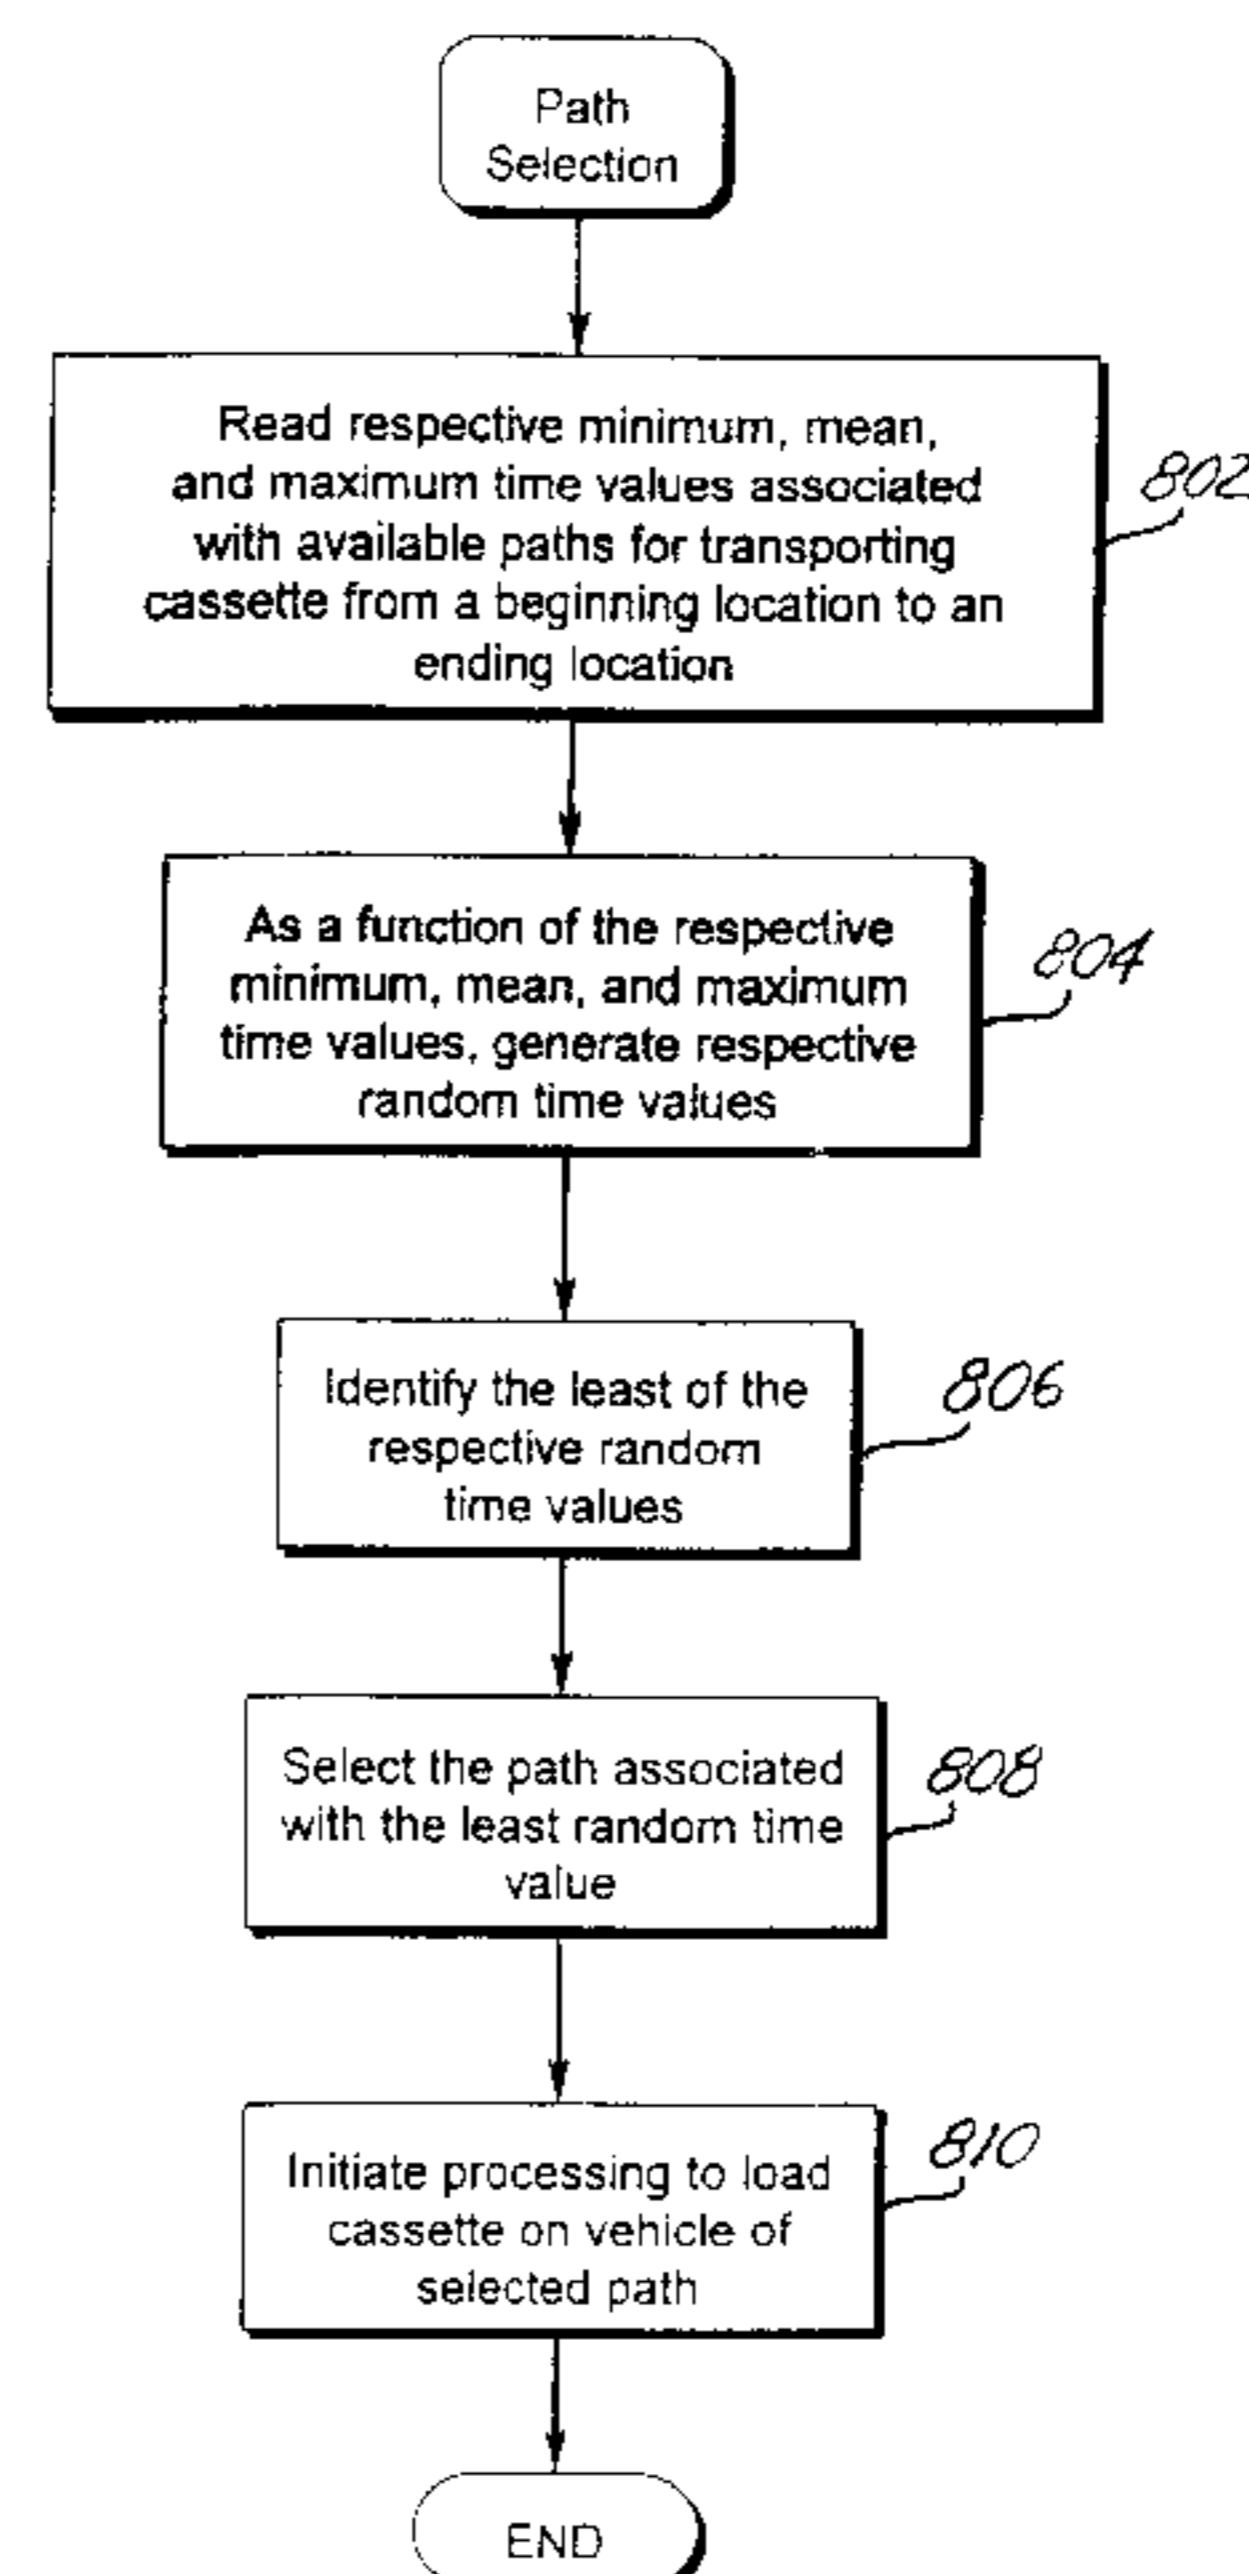 Path
Selection
Read respective minimum, mean,
and maximum time values associated
with available paths for transporting
cassette from a beginning location to an
ending location
802
As a function of the respective
minimum, mean, and maximum
time values, generate respective
random time values
804
Identify the least of the
respective random
time values
806
Select the path associated
with the least random time
value
808
Initiate processing to load
cassette on vehicle of
selected path
810
END